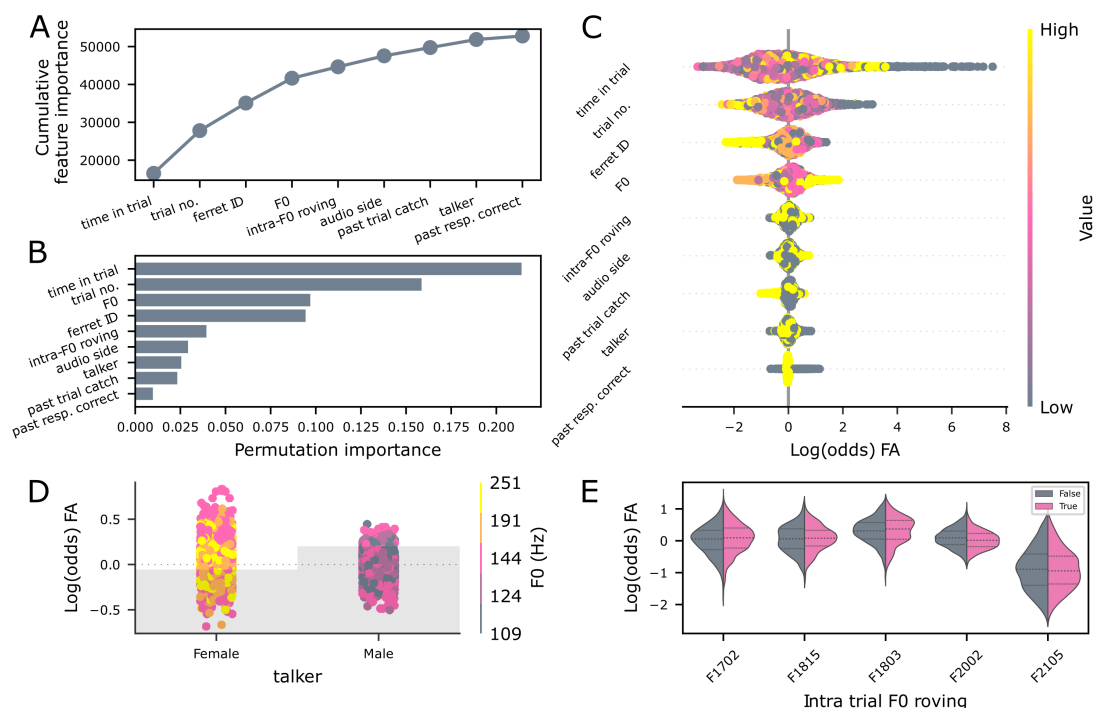 A
Cumulative
feature importance
50000
40000
30000
20000
time in trial
trial no.
ferret ID
F0
intra-F0 roving
audio side
past trial catch
talker
past resp. correct
B
time in trial
trial no.
F0
ferret ID
intra-F0 roving
audio side
talker
past trial catch
past resp. correct
0.000 0.025 0.050 0.075 0.100 0.125 0.150 0.175 0.200
Permutation importance
C
time in trial
trial no.
ferret ID
F0
intra-F0 roving
audio side
past trial catch
talker
past resp. correct
−2 0 2 4 6 8
Log(odds) FA
High
Value
Low
D
Log(odds) FA
0.5
0.0
−0.5
Female Male
talker
251
191
144
124
109
F0 (Hz)
E
Log(odds) FA
1
0
−1
−2
False
True
F1702 F1815 F1803 F2002 F2105
Intra trial F0 roving